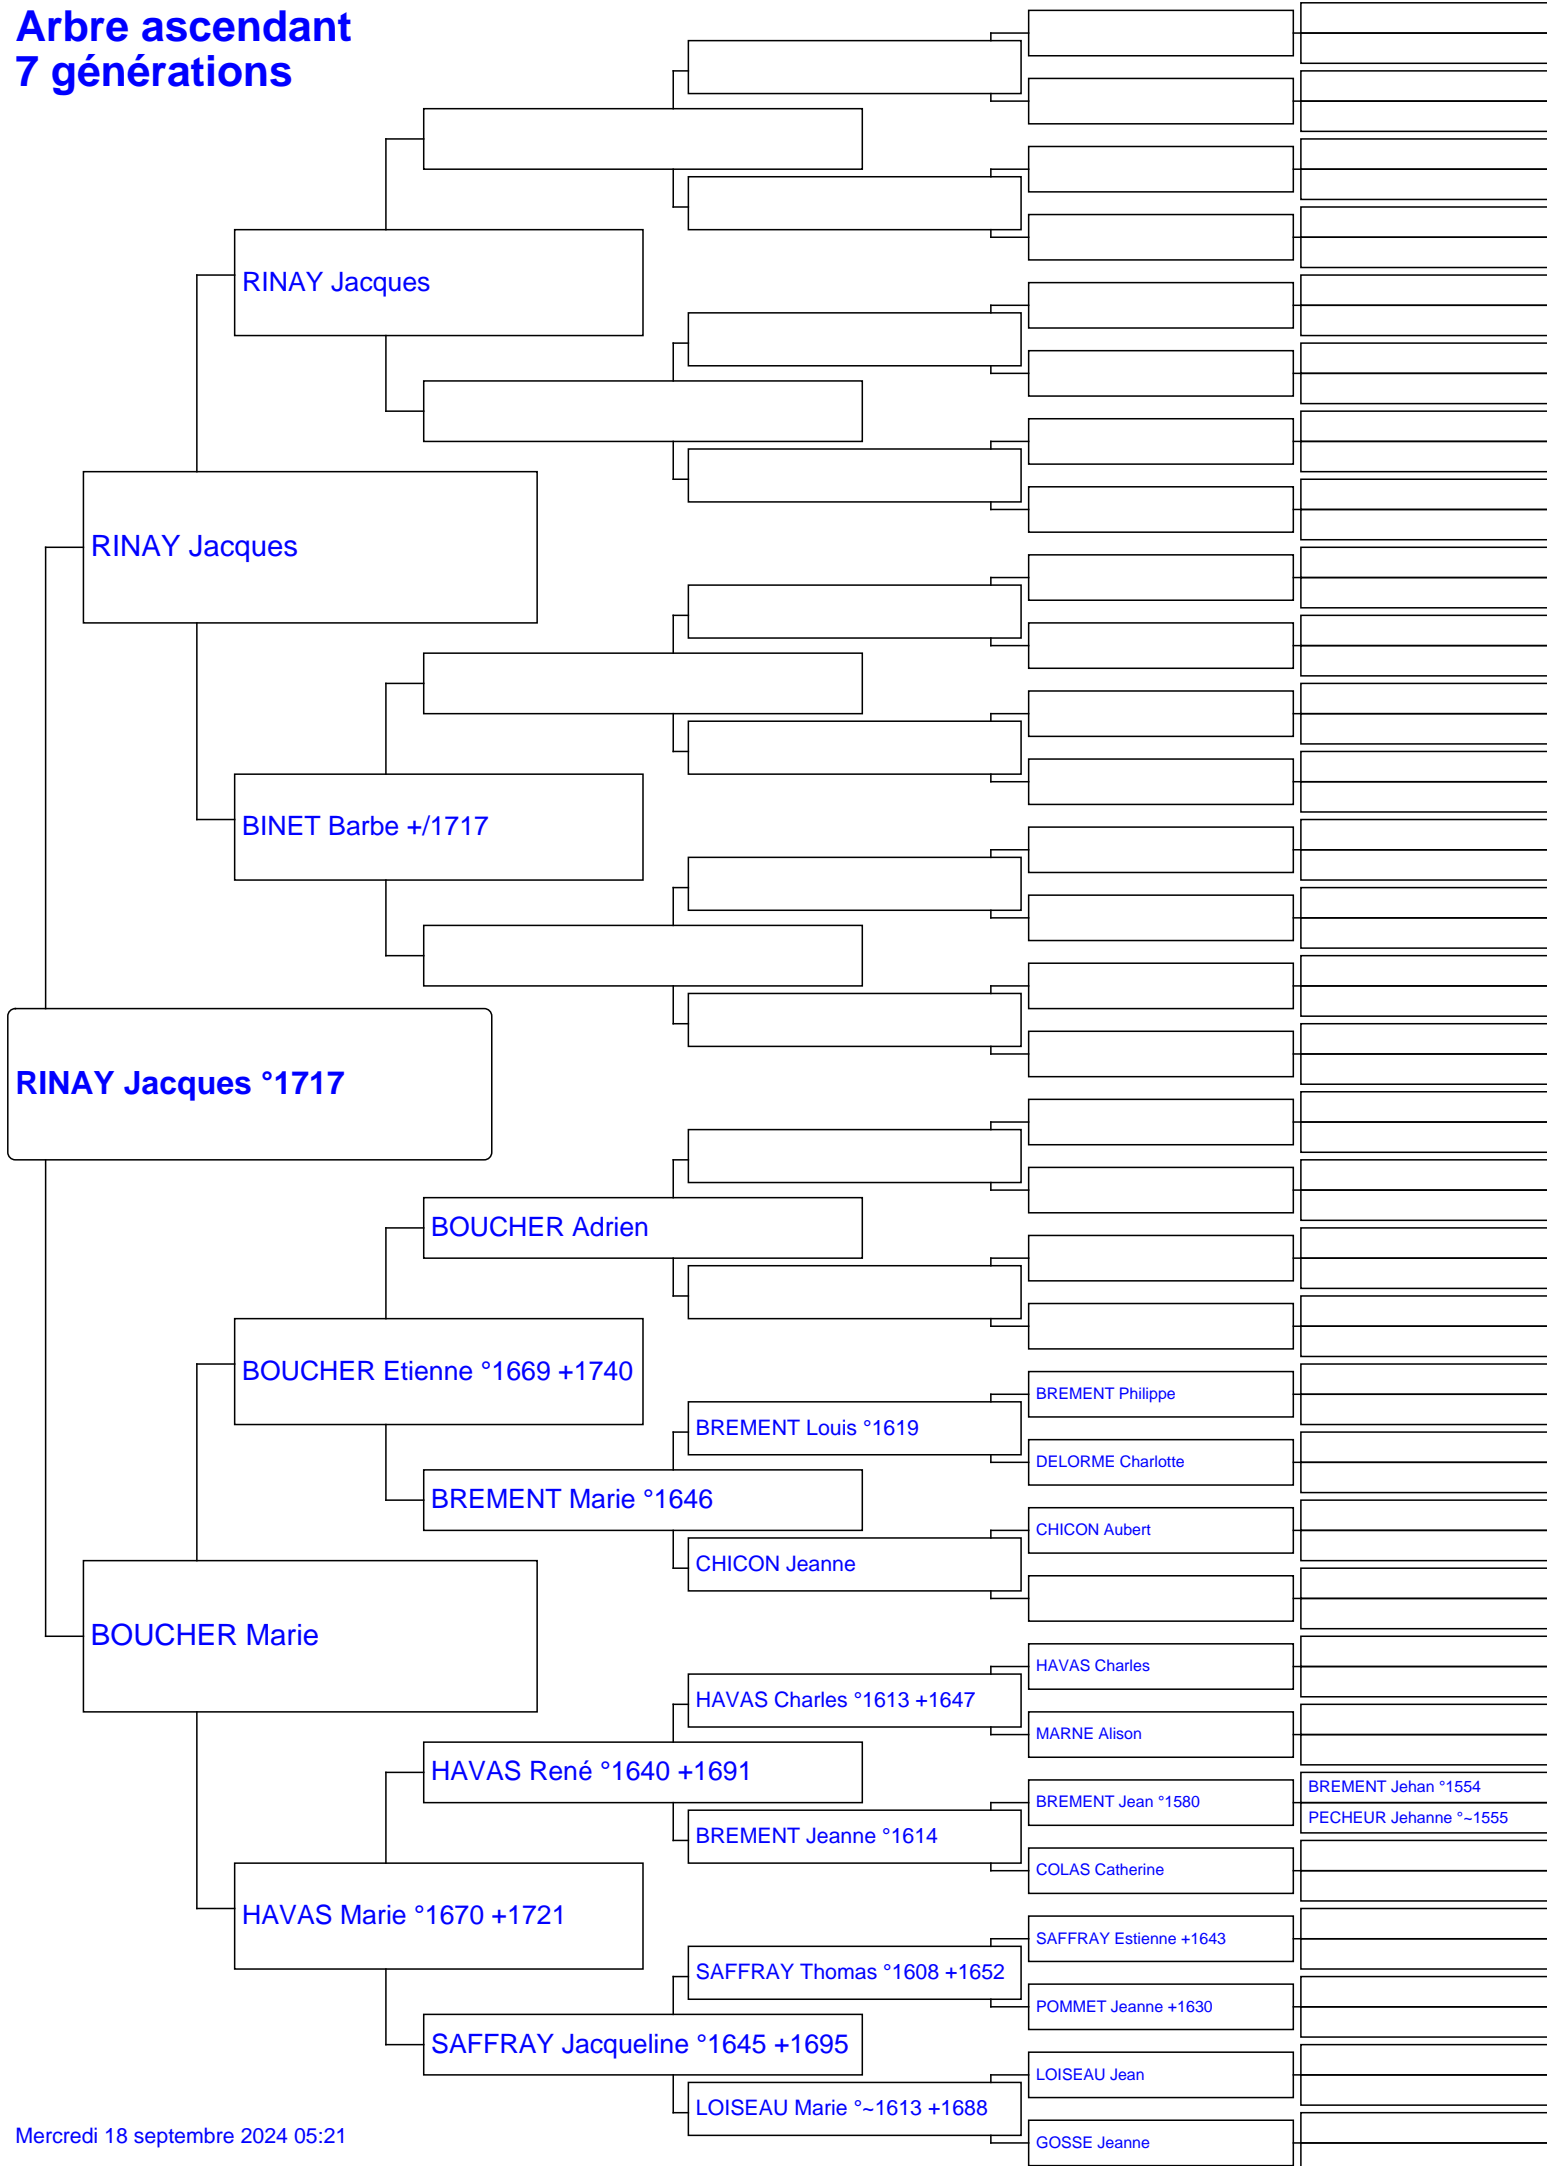 Arbre ascendant
7 générations
RINAY Jacques
RINAY Jacques
BINET Barbe +/1717
RINAY Jacques °1717
BOUCHER Adrien
BOUCHER Etienne °1669 +1740
BREMENT Philippe
BREMENT Louis °1619
DELORME Charlotte
BREMENT Marie °1646
CHICON Aubert
CHICON Jeanne
BOUCHER Marie
HAVAS Charles
HAVAS Charles °1613 +1647
MARNE Alison
HAVAS René °1640 +1691
BREMENT Jehan °1554
BREMENT Jean °1580
PECHEUR Jehanne °~1555
BREMENT Jeanne °1614
COLAS Catherine
HAVAS Marie °1670 +1721
SAFFRAY Estienne +1643
SAFFRAY Thomas °1608 +1652
POMMET Jeanne +1630
SAFFRAY Jacqueline °1645 +1695
LOISEAU Jean
LOISEAU Marie °~1613 +1688
GOSSE Jeanne
Mercredi 18 septembre 2024 05:21